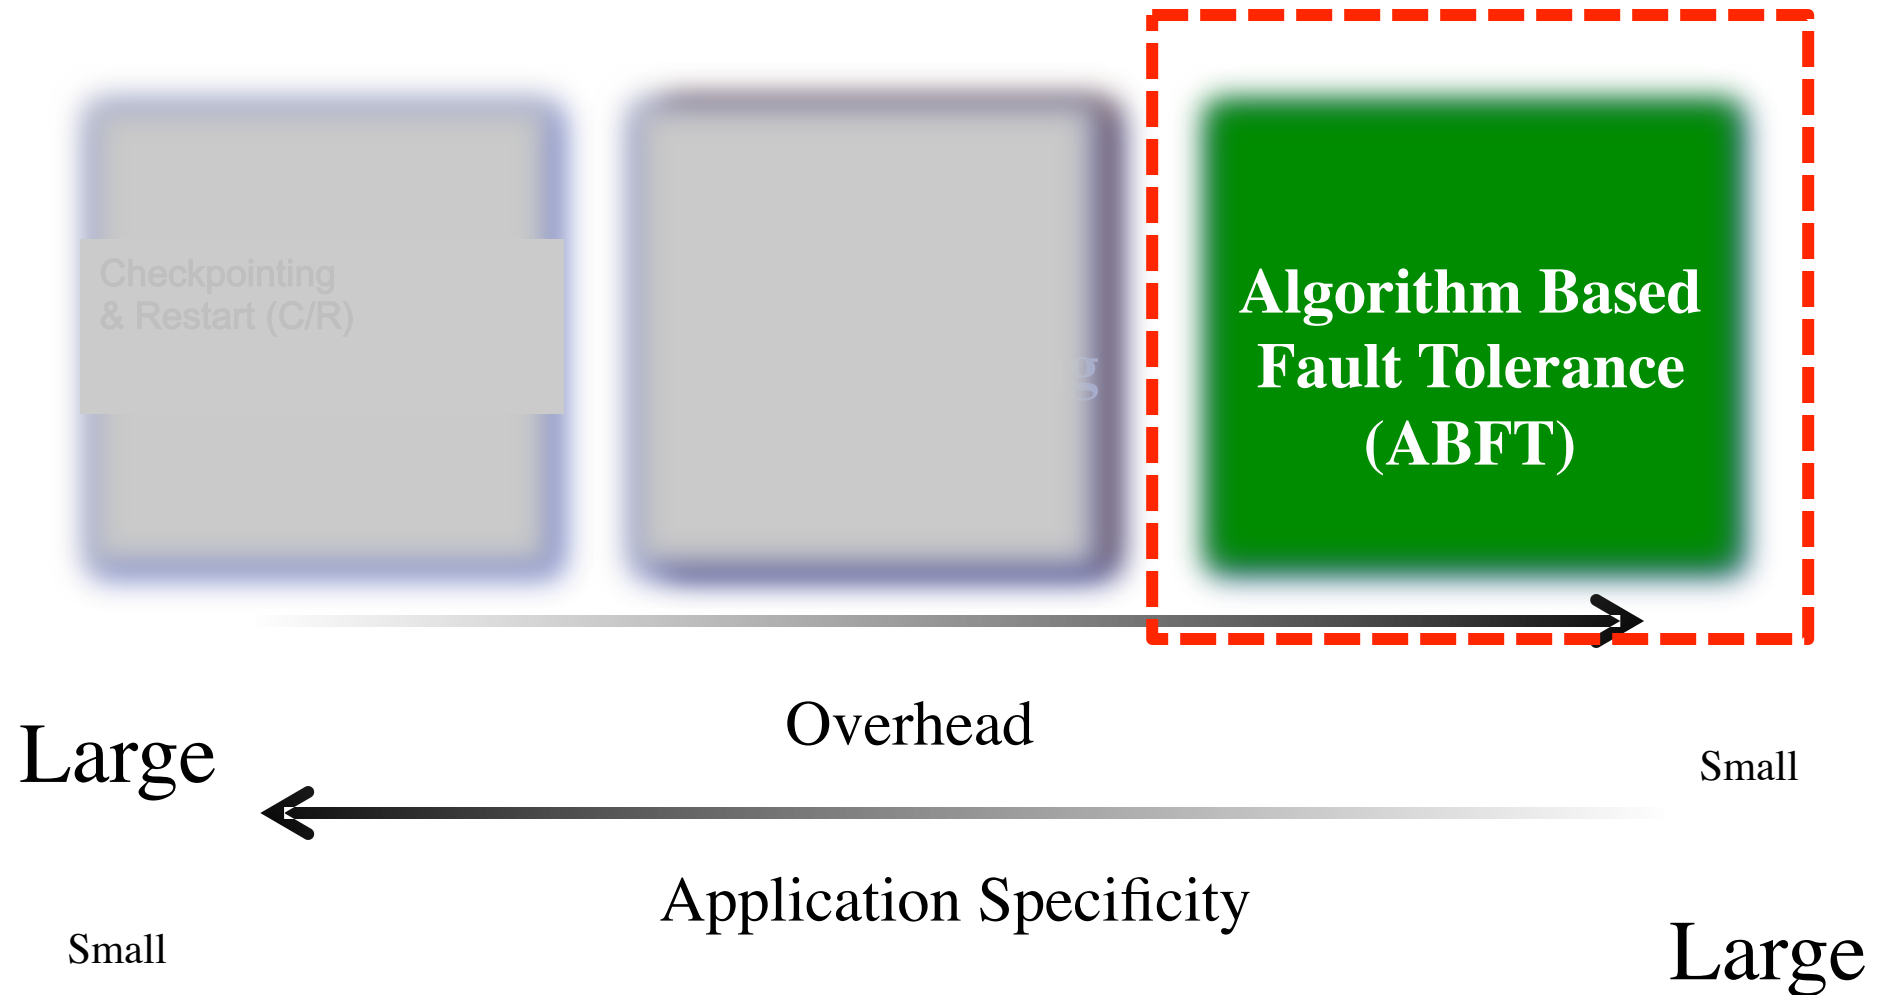 Checkpointing
& Restart (C/R)
g
Algorithm Based
Fault Tolerance
(ABFT)
Overhead
Large
Small
Application Specificity
Small
Large